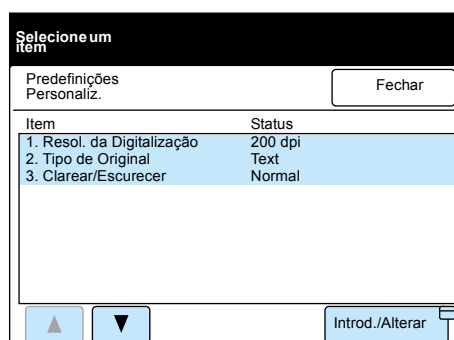 Selecione um
item
Predefinições
Personaliz.
Fechar
Item Status
1. Resol. da Digitalização 200 dpi
2. Tipo de Original Text
3. Clarear/Escurecer Normal
Introd./Alterar